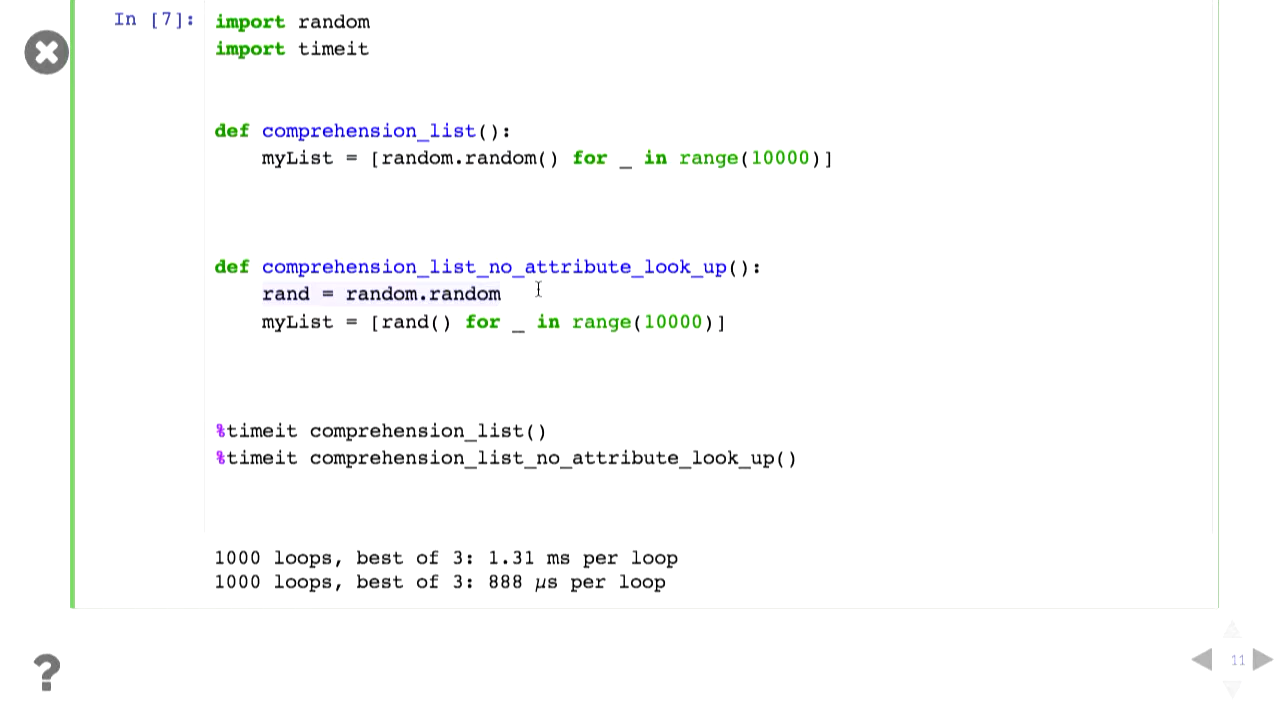 In [7]: import random
import timeit
def comprehension_list():
myList = [random.random() for _ in range(10000)]
def comprehension_list_no_attribute_look_up():
rand = random.random
myList = [rand() for _ in range(10000)]
%timeit comprehension_list()
%timeit comprehension_list_no_attribute_look_up()
1000 loops, best of 3: 1.31 ms per loop
1000 loops, best of 3: 888 µs per loop
?
11